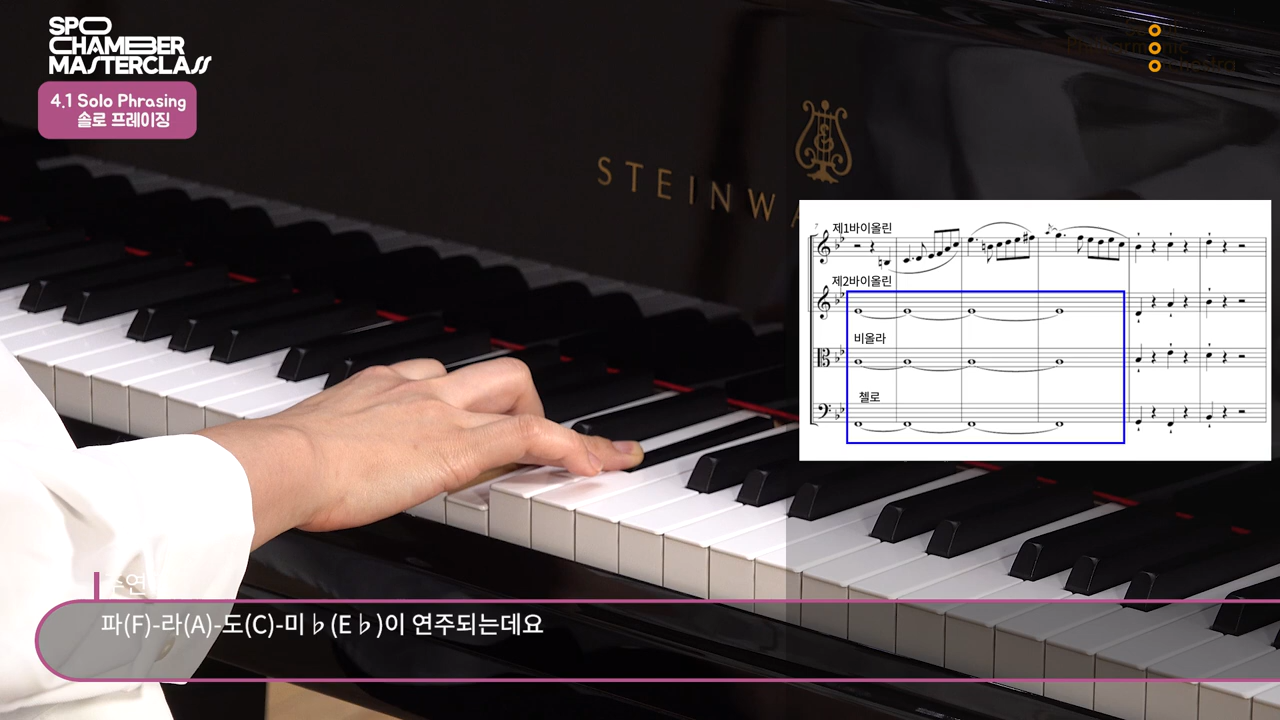 SPO
CHAMBER
MASTERCLASS
4.1 Solo Phrasing
솔로 프레이징
STEINWA
7
제1바이올린
제2바이올린
비올라
첼로
파(F)-라(A)-도(C)-미♭(E♭)이 연주되는데요